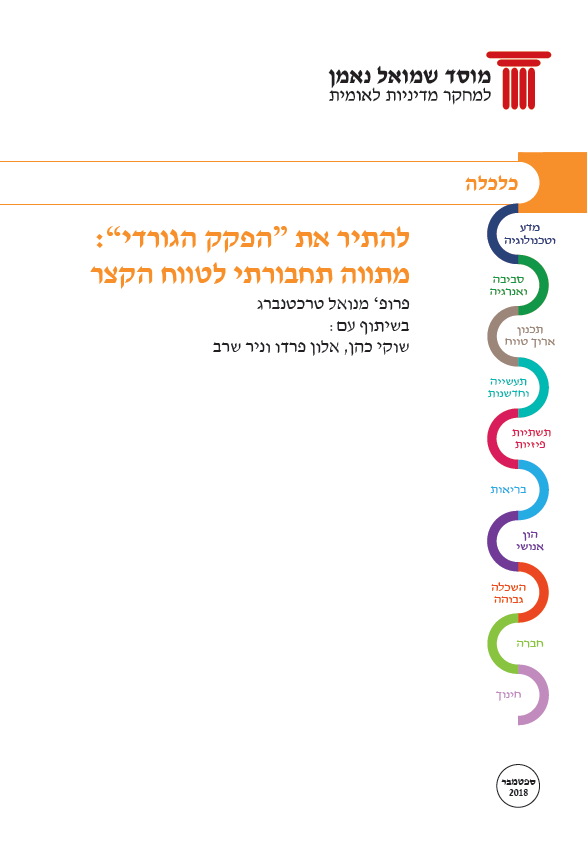 מוסד שמואל נאמן
למחקר מדיניות לאומית
כלכלה
להתיר את ”הפקק הגורדי“:
מתווה תחבורתי לטווח הקצר
פרופ‘ מנואל טרכטנברג
בשיתוף עם:
שוקי כהן, אלון פרדו וניר שרב
מדע
וטכנולוגיה
סביבה
ואנרגיה
תכנון
ארוך טווח
תעשייה
וחדשנות
תשתיות
פיזיות
בריאות
הון
אנושי
השכלה
גבוהה
חברה
חינוך
ספטמבר
2018